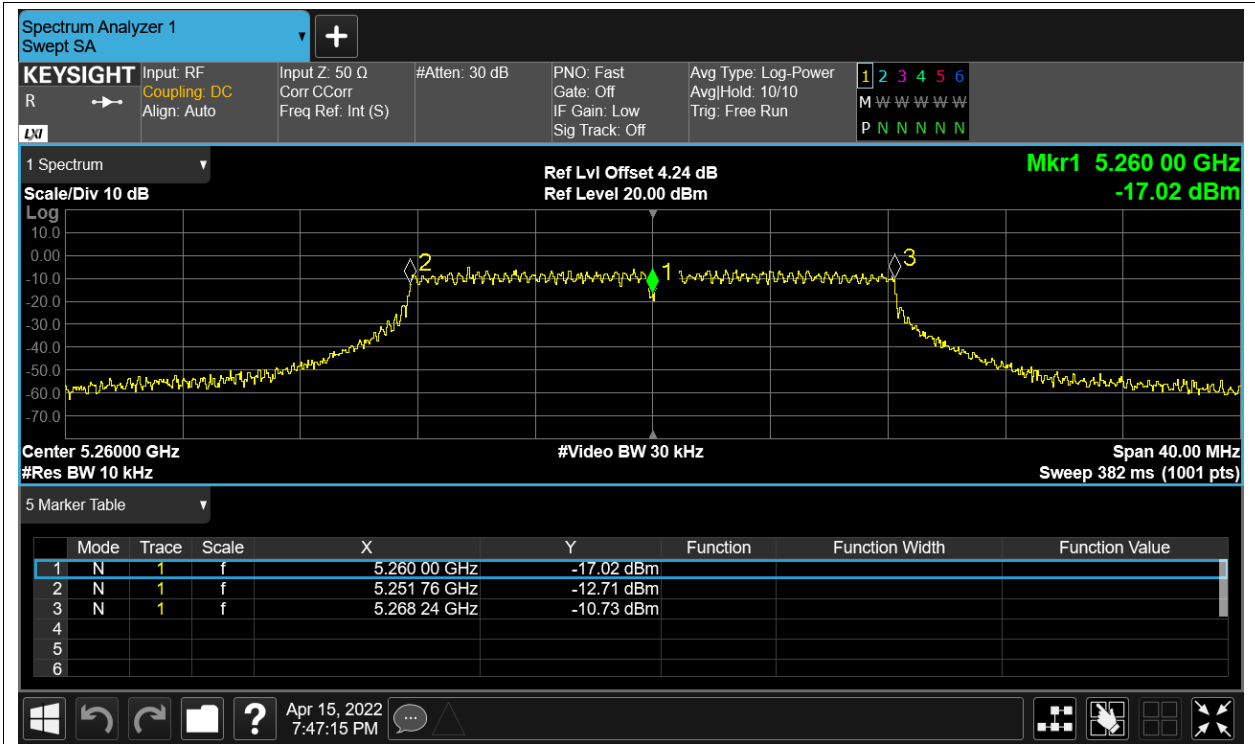 Spectrum Analyzer 1
Swept SA
+
KEYSIGHT Input: RF Input Z: 50 Ω #Atten: 30 dB PNO: Fast Avg Type: Log-Power 1 2 3 4 5 6
R Coupling: DC Corr CCorr Gate: Off Avg|Hold: 10/10 M W W W W W W
Align: Auto Freq Ref: Int (S) IF Gain: Low Trig: Free Run
LXI Sig Track: Off P N N N N N N
1 Spectrum Ref Lvl Offset 4.24 dB Mkr1 5.260 00 GHz
Scale/Div 10 dB Ref Level 20.00 dBm -17.02 dBm
Log
10.0
0.00
2 1 3
-10.0
-20.0
-30.0
-40.0
-50.0
-60.0
-70.0
Center 5.26000 GHz #Video BW 30 kHz Span 40.00 MHz
#Res BW 10 kHz Sweep 382 ms (1001 pts)
5 Marker Table
Mode Trace Scale X Y Function Function Width Function Value
1 N 1 f 5.260 00 GHz -17.02 dBm
2 N 1 f 5.251 76 GHz -12.71 dBm
3 N 1 f 5.268 24 GHz -10.73 dBm
4
5
6
? Apr 15, 2022
7:47:15 PM